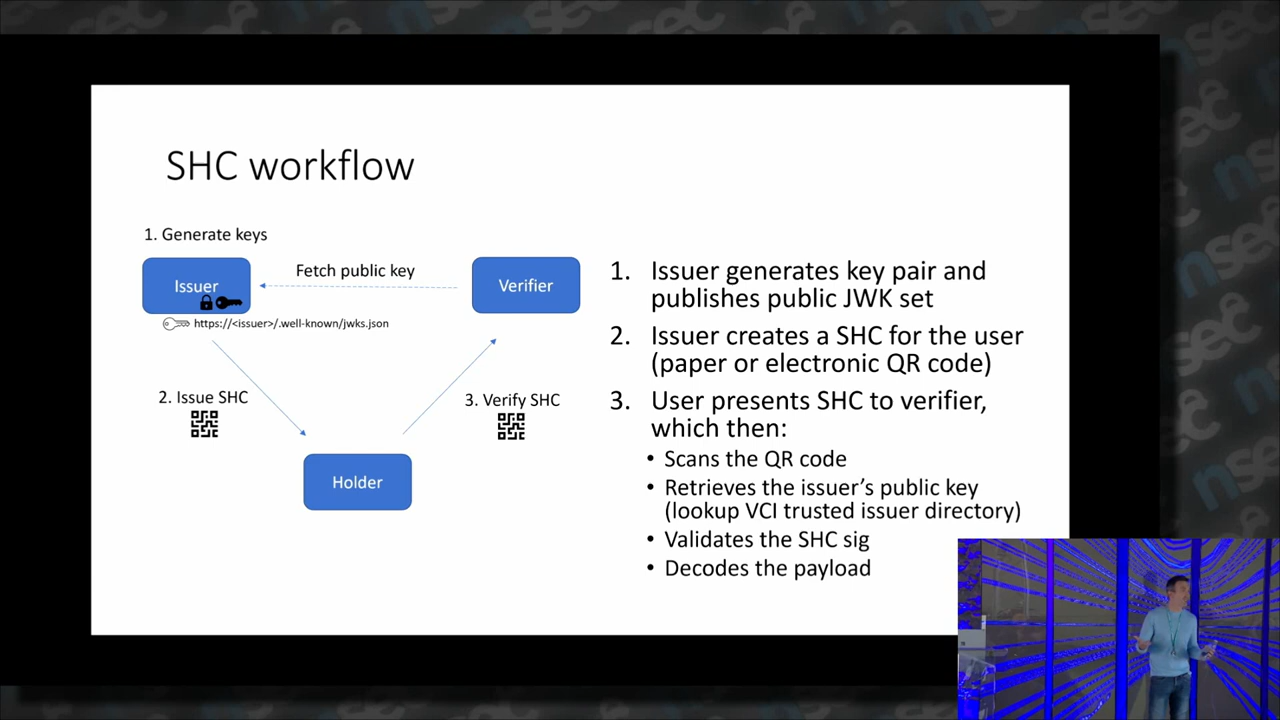 SHC workflow
1. Generate keys
Issuer
Fetch public key
Verifier
https://<issuer>/.well-known/jwks.json
2. Issue SHC
3. Verify SHC
Holder
1. Issuer generates key pair and
publishes public JWK set
2. Issuer creates a SHC for the user
(paper or electronic QR code)
3. User presents SHC to verifier,
which then:
• Scans the QR code
• Retrieves the issuer's public key
(lookup VCI trusted issuer directory)
• Validates the SHC sig
• Decodes the payload
nsec